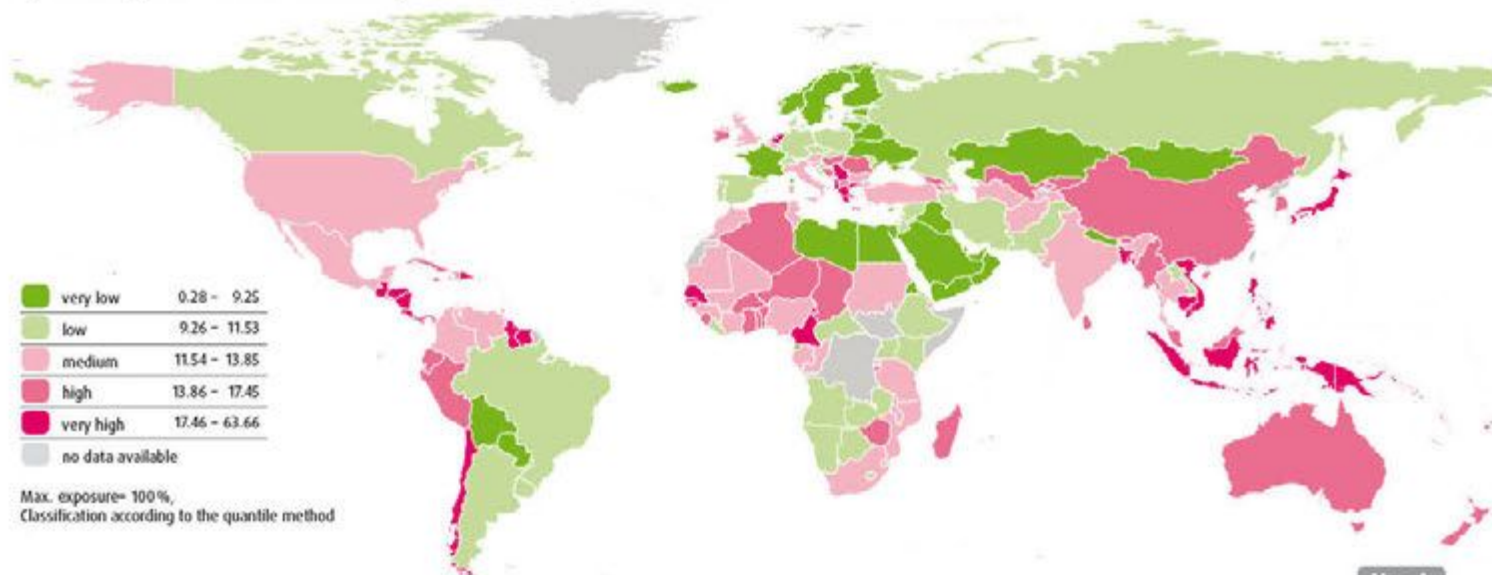 very low 0.28 – 9.25
low 9.26 – 11.53
medium 11.54 – 13.85
high 13.86 – 17.45
very high 17.46 – 63.66
no data available
Max. exposure= 100%,
Classification according to the quantile method